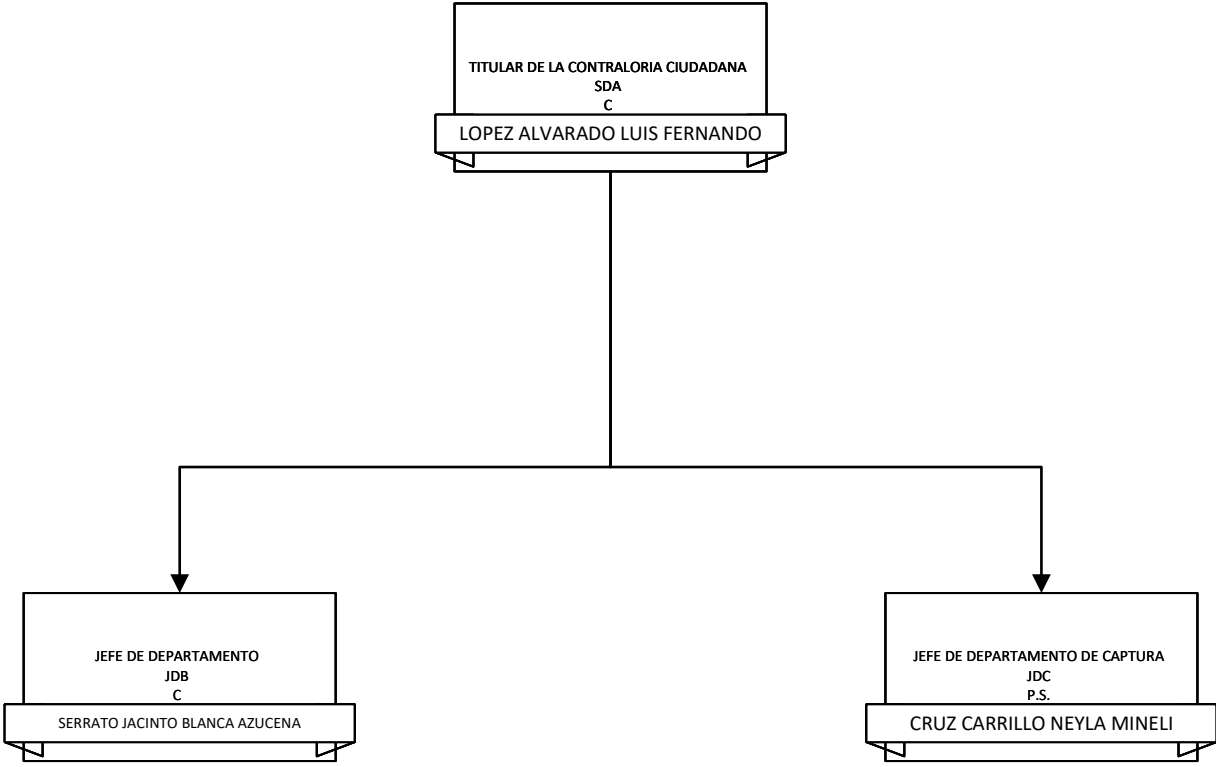 TITULAR DE LA CONTRALORIA CIUDADANA
SDA
C
LOPEZ ALVARADO LUIS FERNANDO
JEFE DE DEPARTAMENTO
JDB
C
SERRATO JACINTO BLANCA AZUCENA
JEFE DE DEPARTAMENTO DE CAPTURA
JDC
P.S.
CRUZ CARRILLO NEYLA MINELI